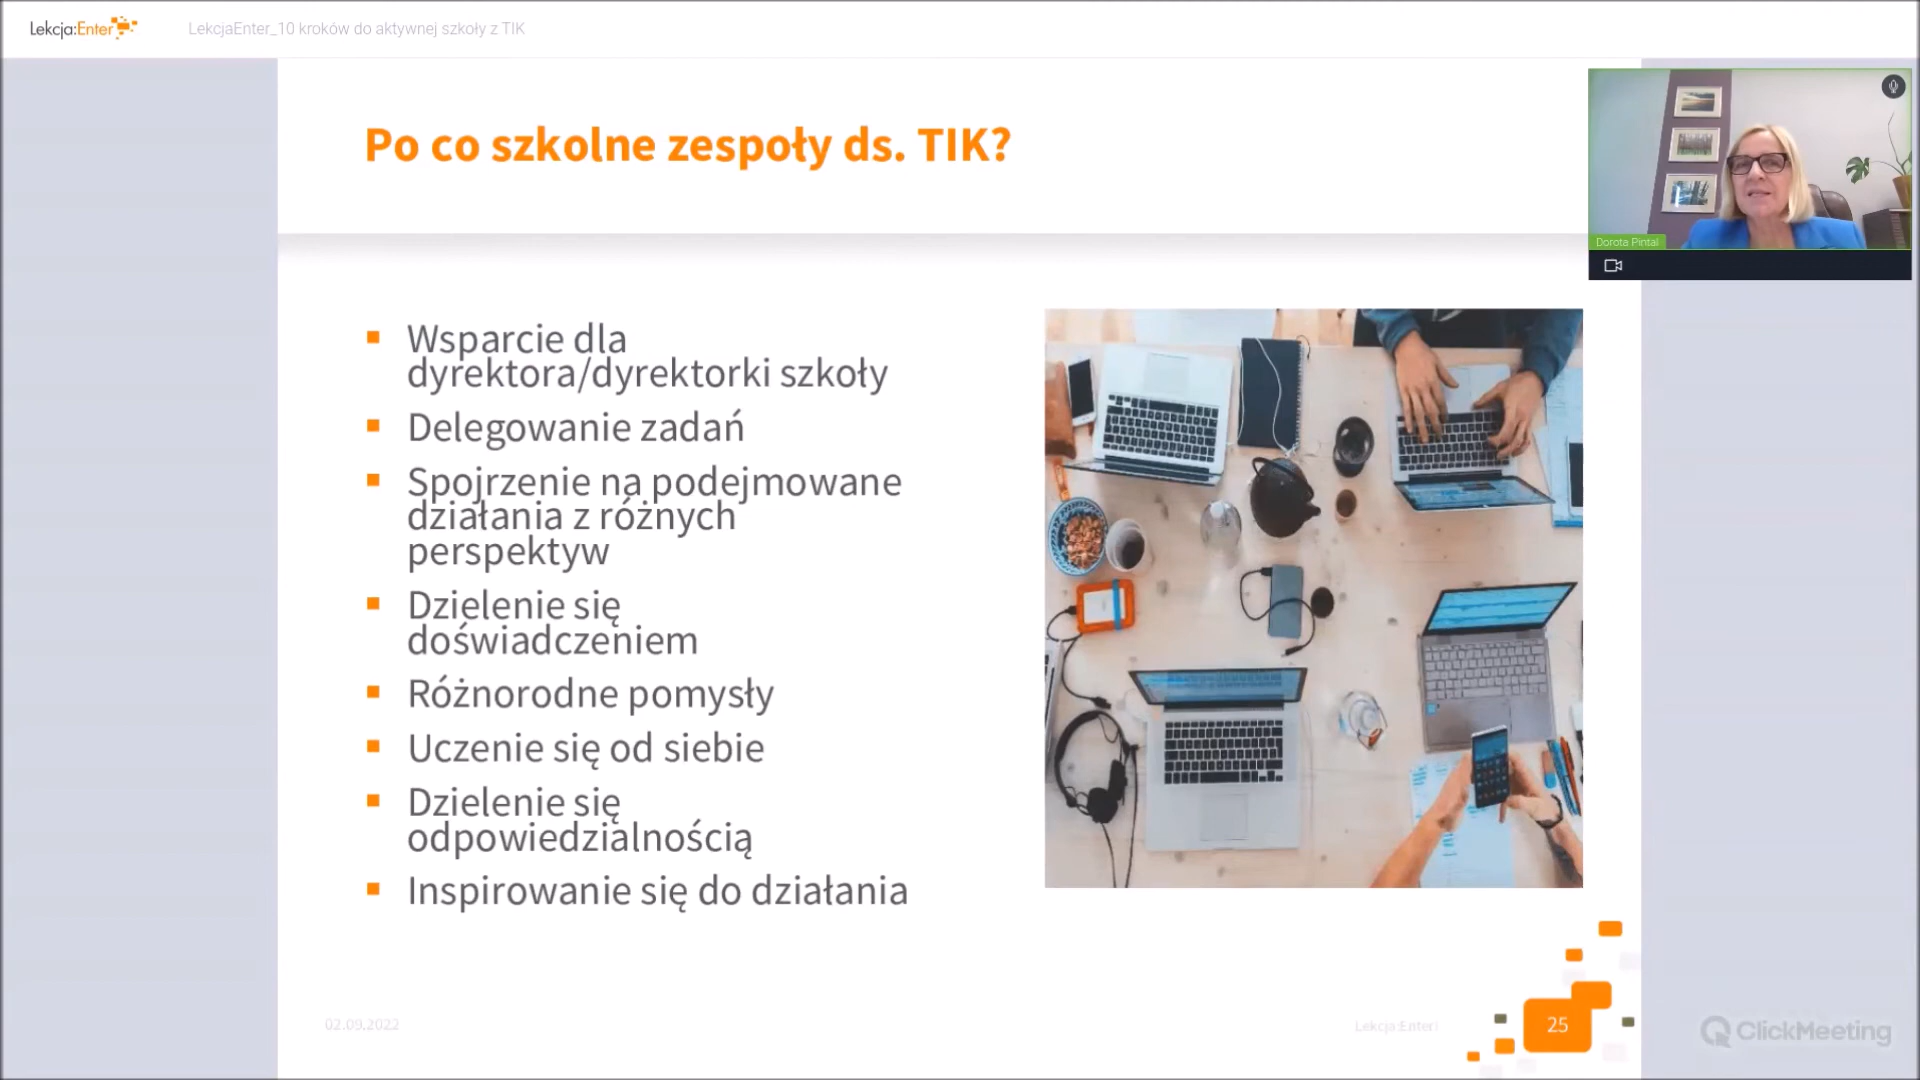 Lekcja:Enter
LekcjaEnter_10 kroków do aktywnej szkoły z TIK
Po co szkolne zespoły ds. TIK?
Dorota Pintal
Wsparcie dla
dyrektora/dyrektorki szkoły
Delegowanie zadań
Spojrzenie na podejmowane
działania z różnych
perspektyw
Dzielenie się
doświadczeniem
Różnorodne pomysły
Uczenie się od siebie
Dzielenie się
odpowiedzialnością
Inspirowanie się do działania
02.09.2022
Lekcja:Enter!
25
ClickMeeting